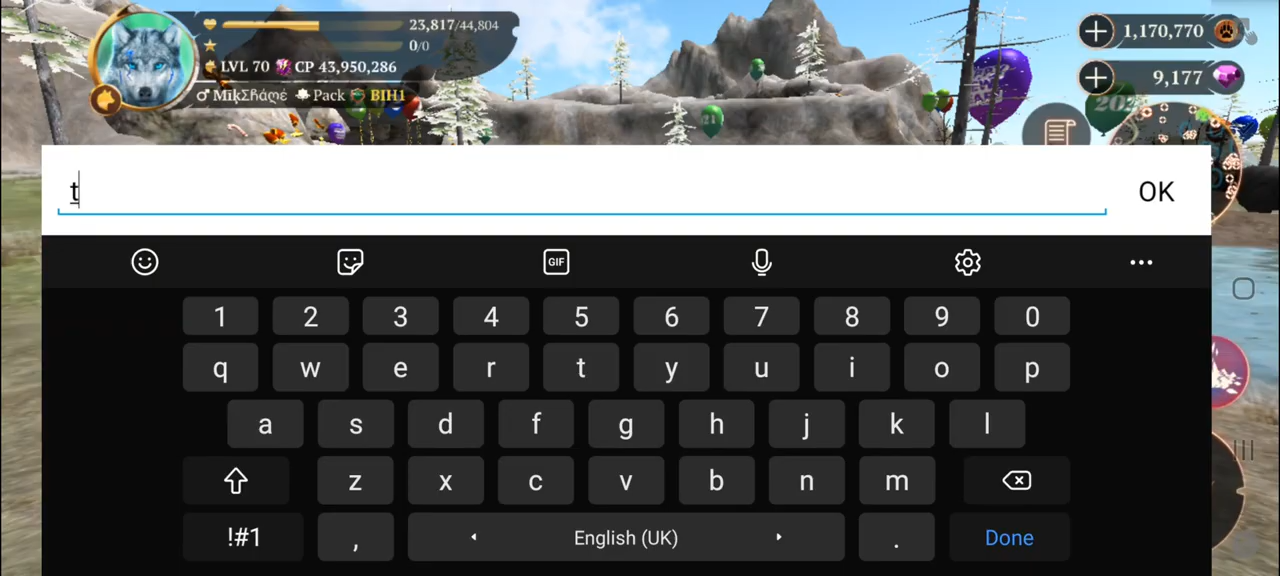 23,817/44,804
0/0
LVL 70 CP 43,950,286
♂ MiķΣƦáɱé Pack BIH1
1,170,770
9,177
t
OK
GIF
1 2 3 4 5 6 7 8 9 0
q w e r t y u i o p
a s d f g h j k l
z x c v b n m
!#1 , English (UK) . Done